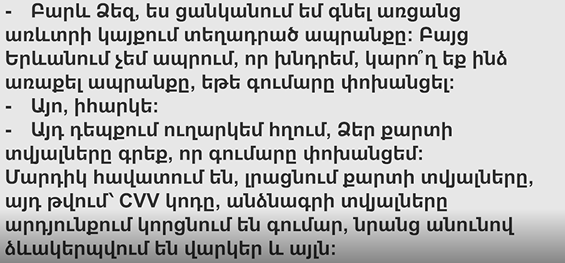 - Բարև Ձեզ, ես ցանկանում եմ գնել առցանց
առևտրի կայքում տեղադրած ապրանքը: Բայց
Երևանում չեմ ապրում, որ խնդրեմ, կարո՞ղ եք ինձ
առաքել ապրանքը, եթե գումարը փոխանցել:
- Այո, իհարկե:
- Այդ դեպքում ուղարկեմ հղում, Ձեր քարտի
տվյալները գրեք, որ գումարը փոխանցեմ:
Մարդիկ հավատում են, լրացնում քարտի տվյալները,
այդ թվում՝ CVV կոդը, անձնագրի տվյալները
արդյունքում կորցնում են գումար, նրանց անունով
ձևակերպվում են վարկեր և այլն: